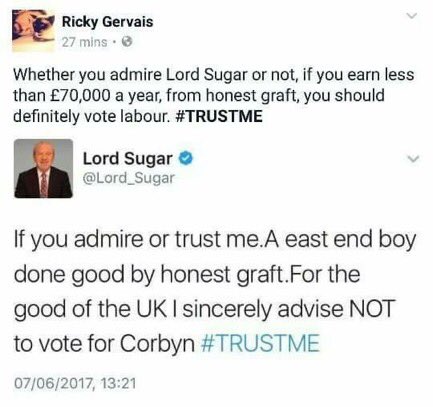 Ricky Gervais
27 mins ·
Whether you admire Lord Sugar or not, if you earn less
than £70,000 a year, from honest graft, you should
definitely vote labour. #TRUSTME
Lord Sugar
@Lord_Sugar
If you admire or trust me.A east end boy
done good by honest graft.For the
good of the UK I sincerely advise NOT
to vote for Corbyn #TRUSTME
07/06/2017, 13:21